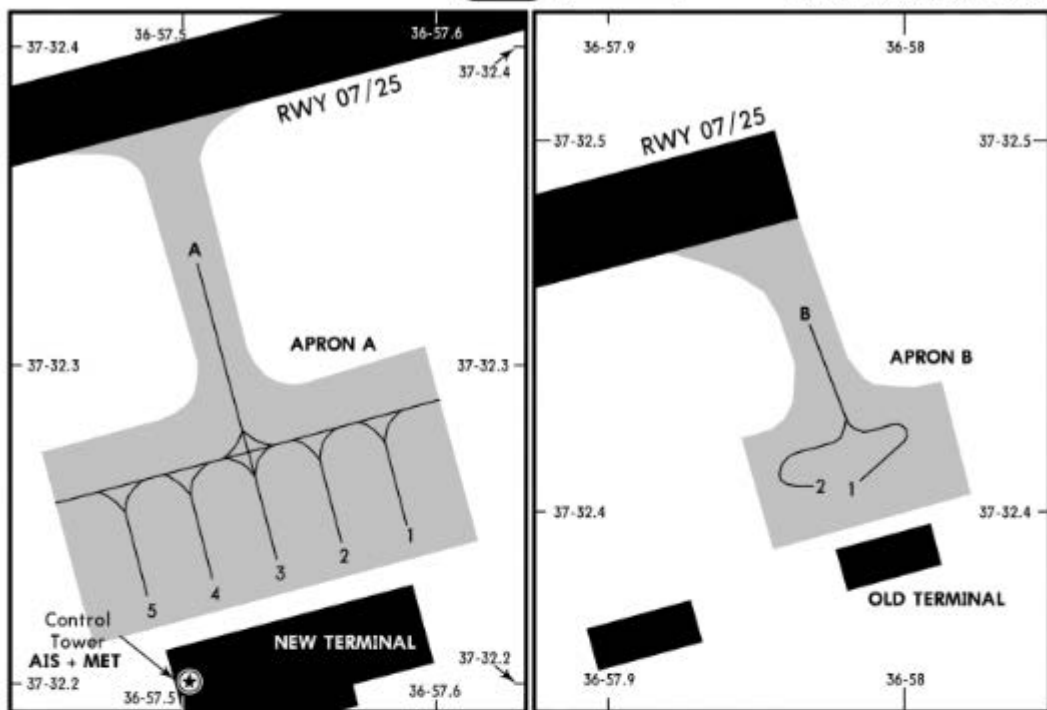 36-57.5
36-57.6
37-32.4
37-32.4
RWY 07/25
A
APRON A
37-32.3
37-32.3
1
2
3
4
5
Control
Tower
AIS + MET
NEW TERMINAL
37-32.2
37-32.2
36-57.5
36-57.6
36-57.9
36-58
37-32.5
37-32.5
RWY 07/25
B
APRON B
2 1
37-32.4
37-32.4
OLD TERMINAL
36-57.9
36-58